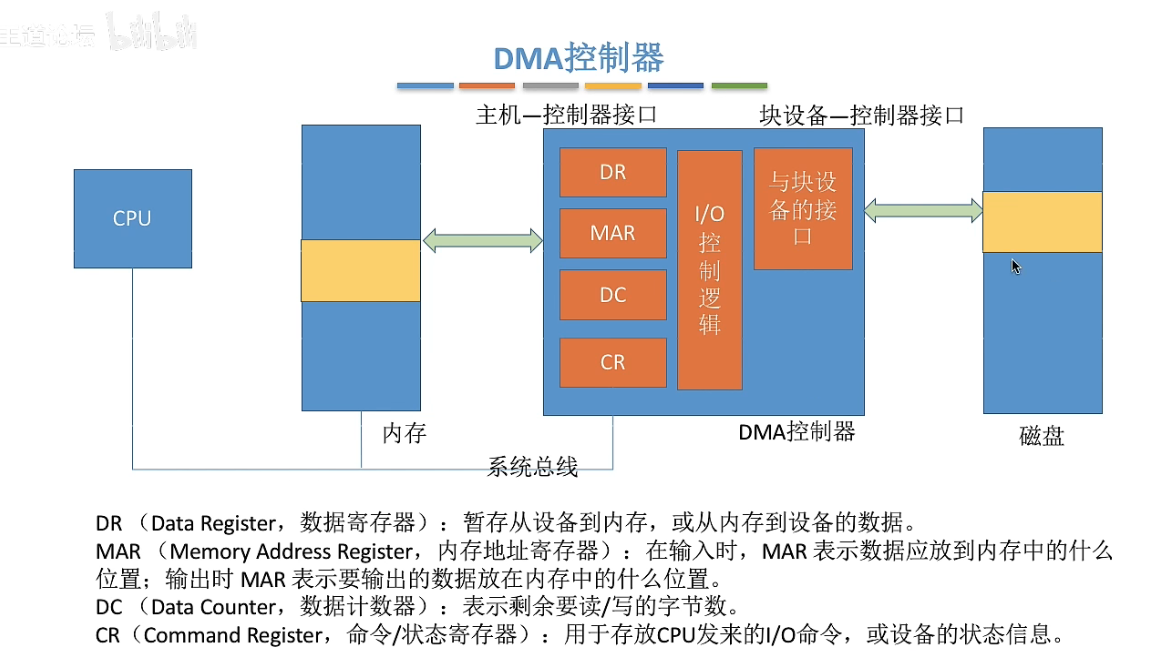 王道论坛 bilibili
DMA控制器
主机—控制器接口
块设备—控制器接口
CPU
DR
MAR
DC
CR
I/O
控
制
逻
辑
与块设
备的接
口
内存
DMA控制器
磁盘
系统总线
DR （Data Register，数据寄存器）：暂存从设备到内存，或从内存到设备的数据。
MAR （Memory Address Register，内存地址寄存器）：在输入时，MAR 表示数据应放到内存中的什么
位置；输出时 MAR 表示要输出的数据放在内存中的什么位置。
DC （Data Counter，数据计数器）：表示剩余要读/写的字节数。
CR（Command Register，命令/状态寄存器）：用于存放CPU发来的I/O命令，或设备的状态信息。